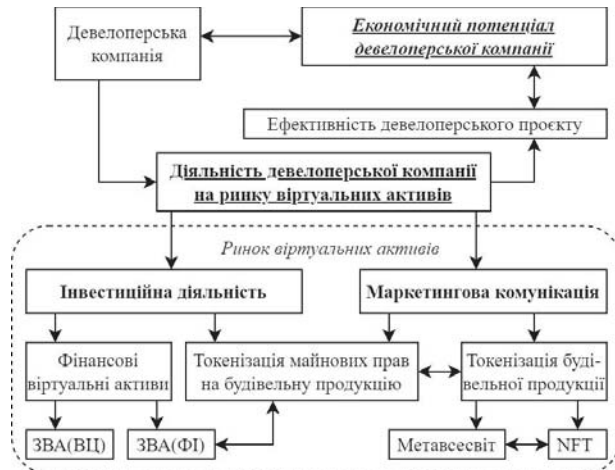 Девелоперська
компанія
Економічний потенціал
девелоперської компанії
Ефективність девелоперського проєкту
Діяльність девелоперської компанії
на ринку віртуальних активів
Ринок віртуальних активів
Інвестиційна діяльність
Маркетингова комунікація
Фінансові
віртуальні активи
Токенізація майнових прав
на будівельну продукцію
Токенізація буді-
вельної продукції
ЗВА(ВЦ)
ЗВА(ФІ)
Метавсесвіт
NFT